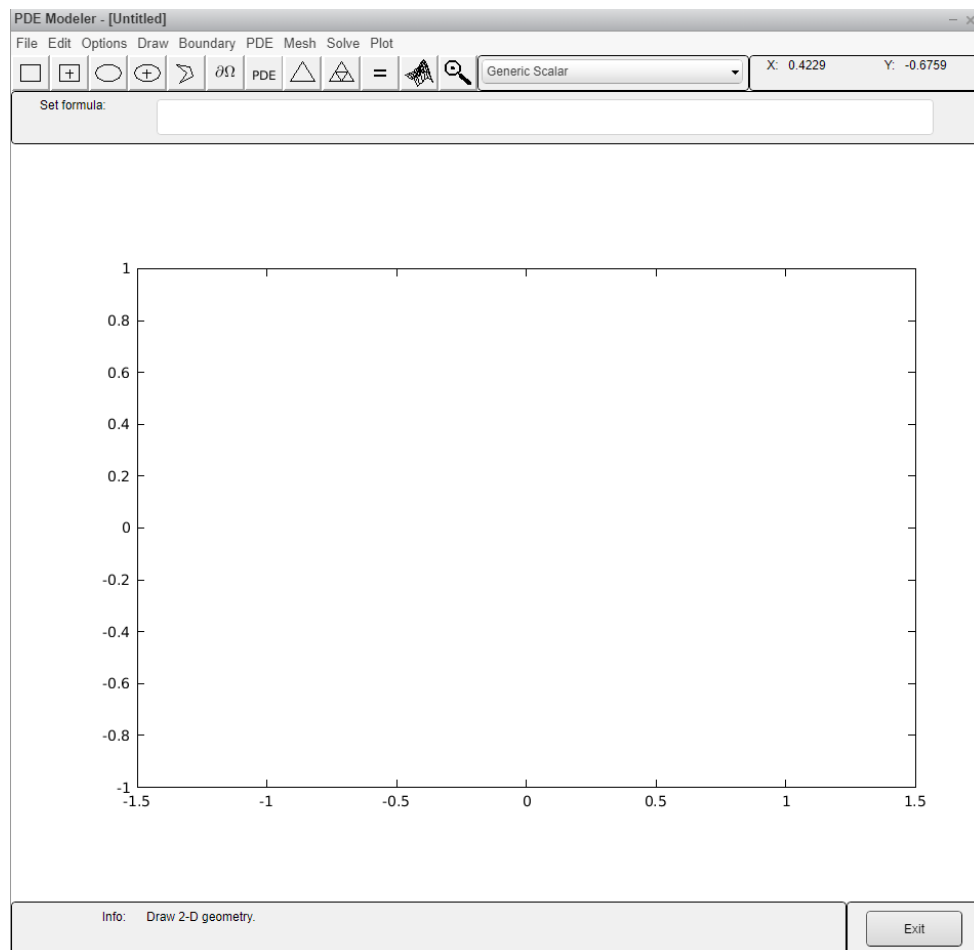 PDE Modeler - [Untitled]
File Edit Options Draw Boundary PDE Mesh Solve Plot
∂Ω PDE = Generic Scalar X: 0.4229 Y: -0.6759
Set formula:
1
0.8
0.6
0.4
0.2
0
-0.2
-0.4
-0.6
-0.8
-1
-1.5 -1 -0.5 0 0.5 1 1.5
Info: Draw 2-D geometry.
Exit